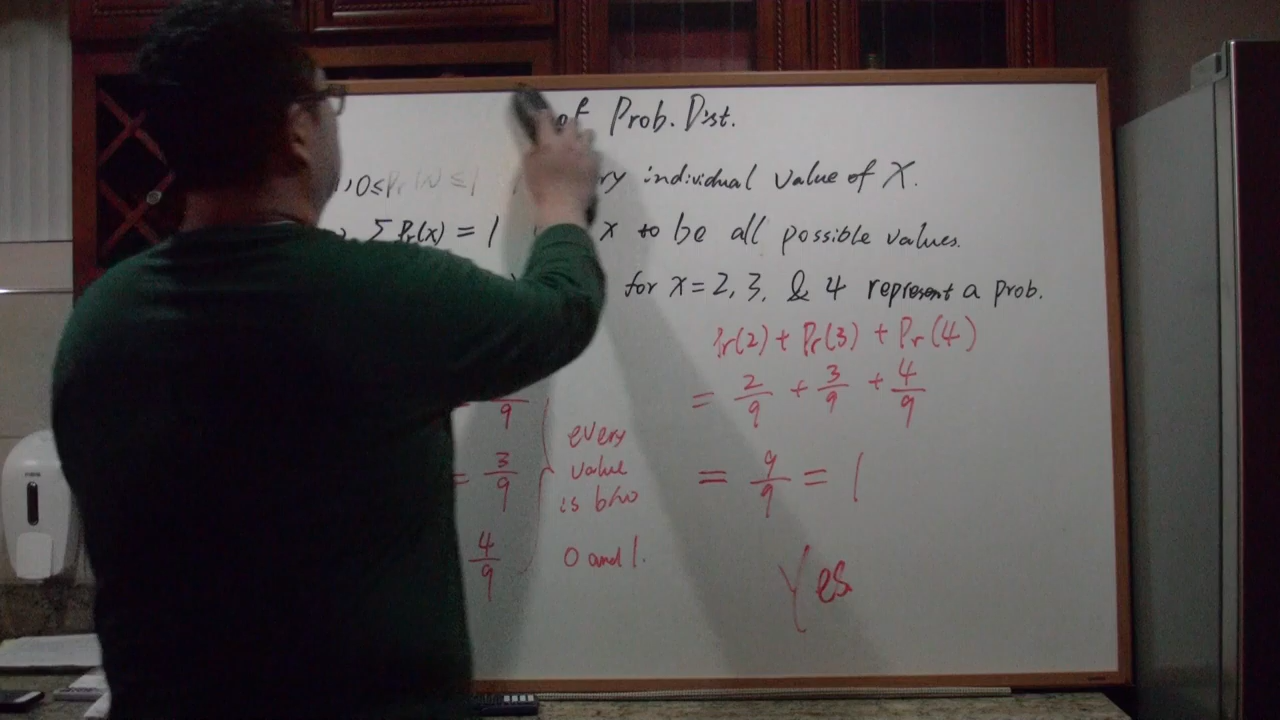 of Prob. Dist.
0≤Pr(x)≤1 individual value of X.
Σ Pr(x) = 1 x to be all possible values.
for x = 2, 3, & 4 represent a prob.
Pr(2) + Pr(3) + Pr(4)
= 2/9 + 3/9 + 4/9
= 9/9 = 1
Yes
= 3/9
4/9
every
value
is b/w
0 and 1.